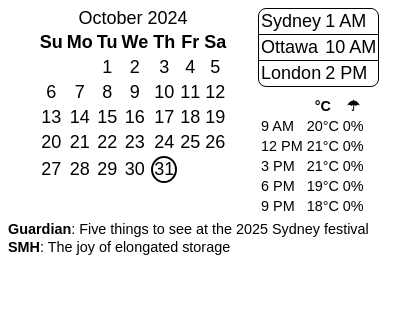 October 2024
Su Mo Tu We Th Fr Sa
1 2 3 4 5
6 7 8 9 10 11 12
13 14 15 16 17 18 19
20 21 22 23 24 25 26
27 28 29 30 31
Sydney 1 AM
Ottawa 10 AM
London 2 PM
°C ☂
9 AM 20°C 0%
12 PM 21°C 0%
3 PM 21°C 0%
6 PM 19°C 0%
9 PM 18°C 0%
Guardian: Five things to see at the 2025 Sydney festival
SMH: The joy of elongated storage